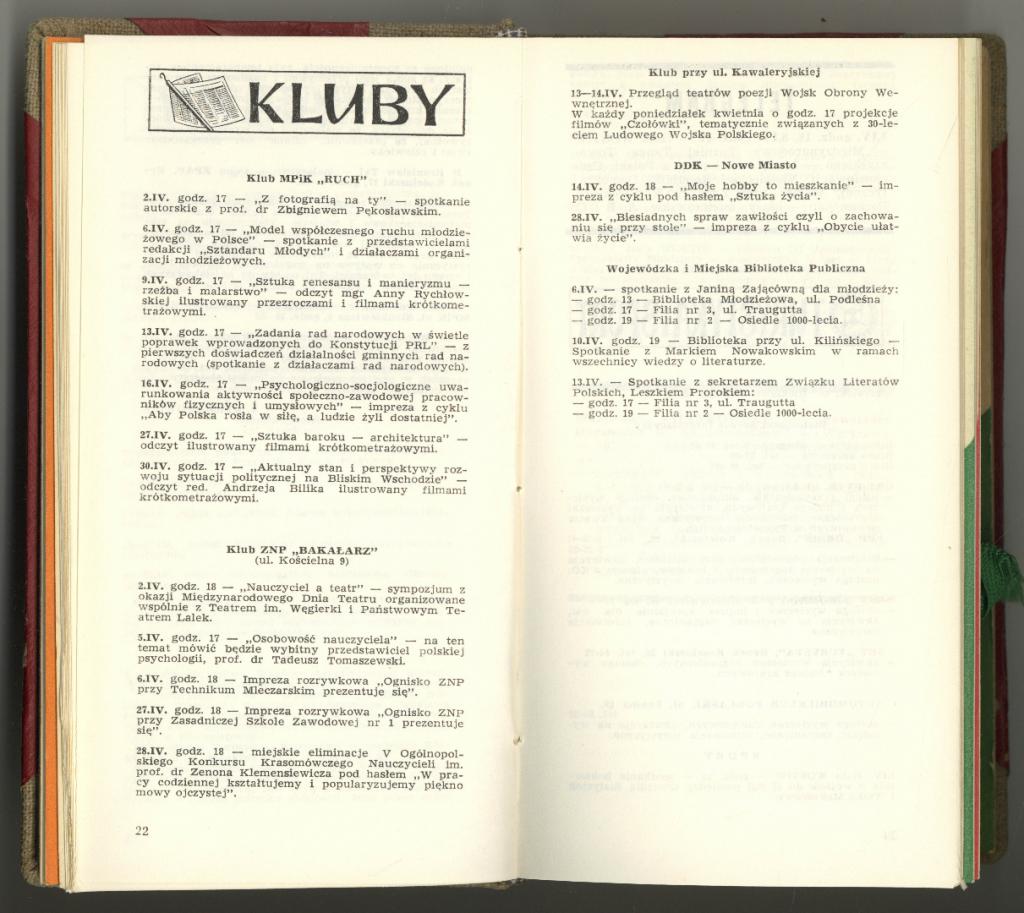 KLUBY
Klub MPiK „RUCH”
2.IV. godz. 17 — „Z fotografią na ty” — spotkanie
autorskie z prof. dr Zbigniewem Pękosławskim.
6.IV. godz. 17 — „Model współczesnego ruchu młodzie-
żowego w Polsce” — spotkanie z przedstawicielami
redakcji „Sztandaru Młodych” i działaczami organi-
zacji młodzieżowych.
9.IV. godz. 17 — „Sztuka renesansu i manieryzmu —
rzeźba i malarstwo” — odczyt mgr Anny Rychłow-
skiej ilustrowany przezroczami i filmami krótkome-
trażowymi.
13.IV. godz. 17 — „Zadania rad narodowych w świetle
poprawek wprowadzonych do Konstytucji PRL” — z
pierwszych doświadczeń działalności gminnych rad na-
rodowych (spotkanie z działaczami rad narodowych).
16.IV. godz. 17 — „Psychologiczno-socjologiczne uwa-
runkowania aktywności społeczno-zawodowej pracow-
ników fizycznych i umysłowych” — impreza z cyklu
„Aby Polska rosła w siłę, a ludzie żyli dostatniej”.
27.IV. godz. 17 — „Sztuka baroku — architektura” —
odczyt ilustrowany filmami krótkometrażowymi.
30.IV. godz. 17 — „Aktualny stan i perspektywy roz-
woju sytuacji politycznej na Bliskim Wschodzie” —
odczyt red. Andrzeja Bilika ilustrowany filmami
krótkometrażowymi.
Klub ZNP „BAKAŁARZ”
(ul. Kościelna 9)
2.IV. godz. 18 — „Nauczyciel a teatr” — sympozjum z
okazji Międzynarodowego Dnia Teatru organizowane
wspólnie z Teatrem im. Węgierki i Państwowym Te-
atrem Lalek.
5.IV. godz. 17 — „Osobowość nauczyciela” — na ten
temat mówić będzie wybitny przedstawiciel polskiej
psychologii, prof. dr Tadeusz Tomaszewski.
6.IV. godz. 18 — Impreza rozrywkowa „Ognisko ZNP
przy Technikum Mleczarskim prezentuje się”.
27.IV. godz. 18 — Impreza rozrywkowa „Ognisko ZNP
przy Zasadniczej Szkole Zawodowej nr 1 prezentuje
się”.
28.IV. godz. 18 — miejskie eliminacje V Ogólnopol-
skiego Konkursu Krasomówczego Nauczycieli im.
prof. dr Zenona Klemensiewicza pod hasłem „W pra-
cy codziennej kształtujemy i popularyzujemy piękno
mowy ojczystej”.
22
Klub przy ul. Kawaleryjskiej
13—14.IV. Przegląd teatrów poezji Wojsk Obrony We-
wnętrznej.
W każdy poniedziałek kwietnia o godz. 17 projekcje
filmów „Czołówki”, tematycznie związanych z 30-le-
ciem Ludowego Wojska Polskiego.
DDK — Nowe Miasto
14.IV. godz. 18 — „Moje hobby to mieszkanie” — im-
preza z cyklu pod hasłem „Sztuka życia”.
28.IV. „Biesiadnych spraw zawiłości czyli o zachowa-
niu się przy stole” — impreza z cyklu „Obycie ułat-
wia życie”.
Wojewódzka i Miejska Biblioteka Publiczna
6.IV. — spotkanie z Janiną Zającówną dla młodzieży:
— godz. 13 — Biblioteka Młodzieżowa, ul. Podleśna
— godz. 17 — Filia nr 3, ul. Traugutta
— godz. 19 — Filia nr 2 — Osiedle 1000-lecia.
10.IV. godz. 19 — Biblioteka przy ul. Kilińskiego —
Spotkanie z Markiem Nowakowskim w ramach
wszechnicy wiedzy o literaturze.
13.IV. — Spotkanie z sekretarzem Związku Literatów
Polskich, Leszkiem Prorokiem:
— godz. 17 — Filia nr 3, ul. Traugutta
— godz. 19 — Filia nr 2 — Osiedle 1000-lecia.